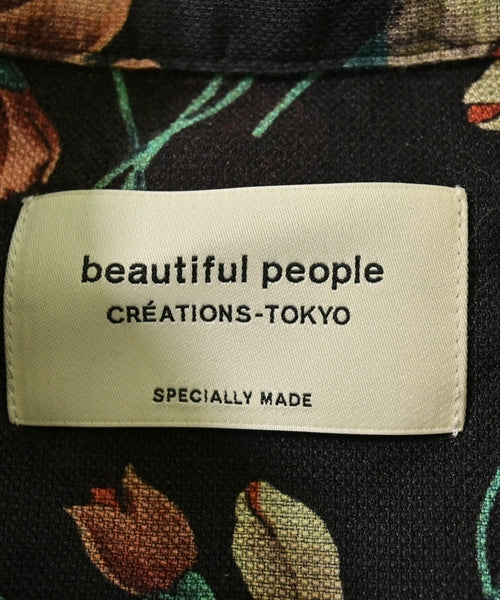 beautiful people
CRÉATIONS-TOKYO
SPECIALLY MADE